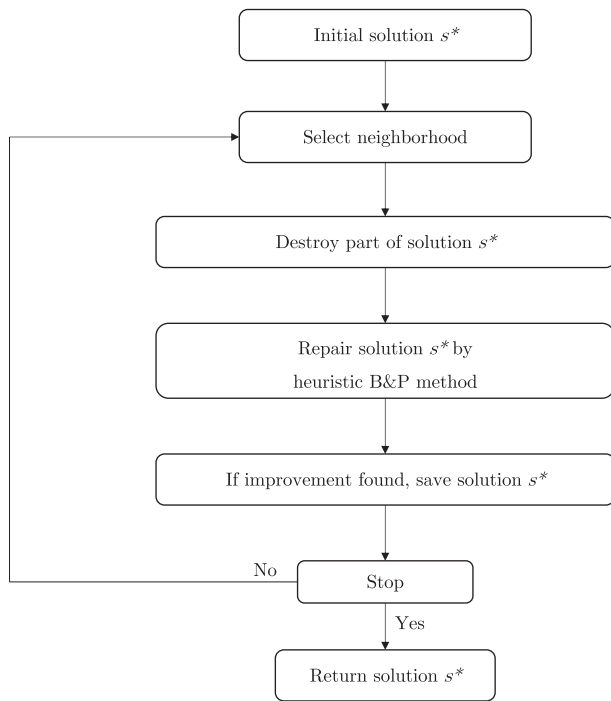 Initial solution s*
Select neighborhood
Destroy part of solution s*
Repair solution s* by
heuristic B&P method
If improvement found, save solution s*
No
Stop
Yes
Return solution s*